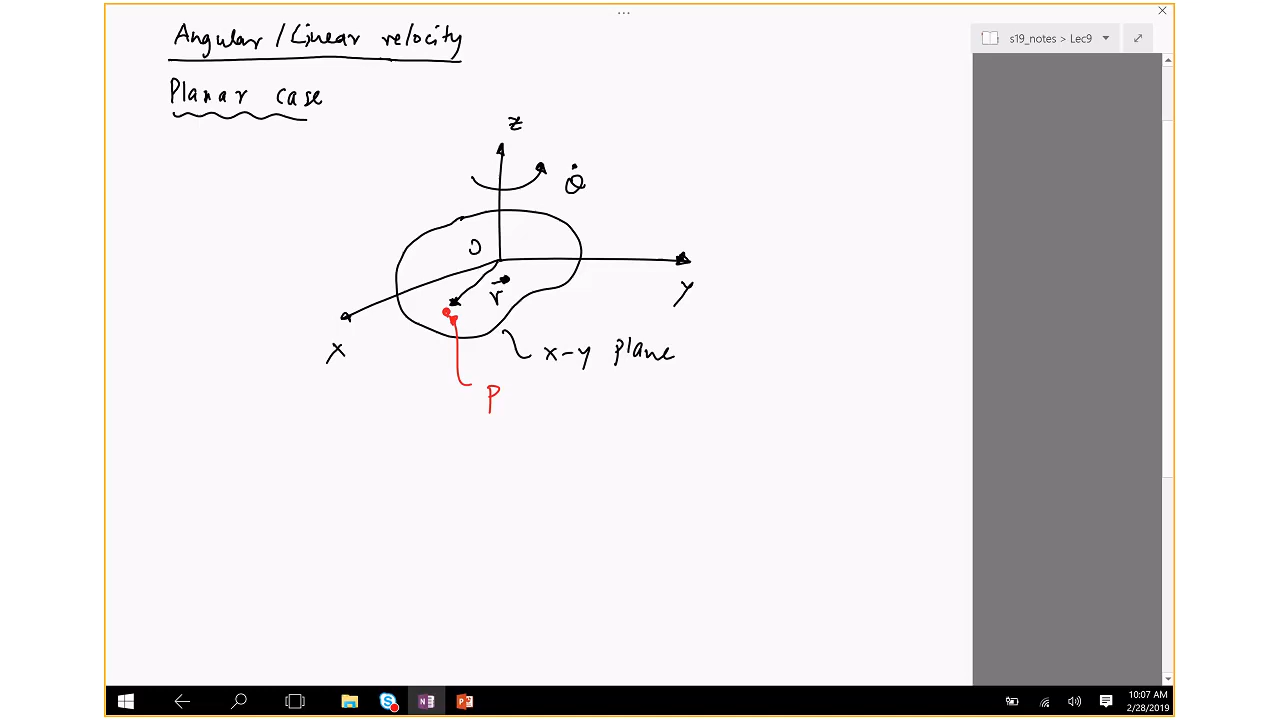 Angular / Linear velocity
s19_notes > Lec9
Planar case
z
θ̇
O
r⃗
y
x
x-y plane
P
N
P
10:07 AM
2/28/2019